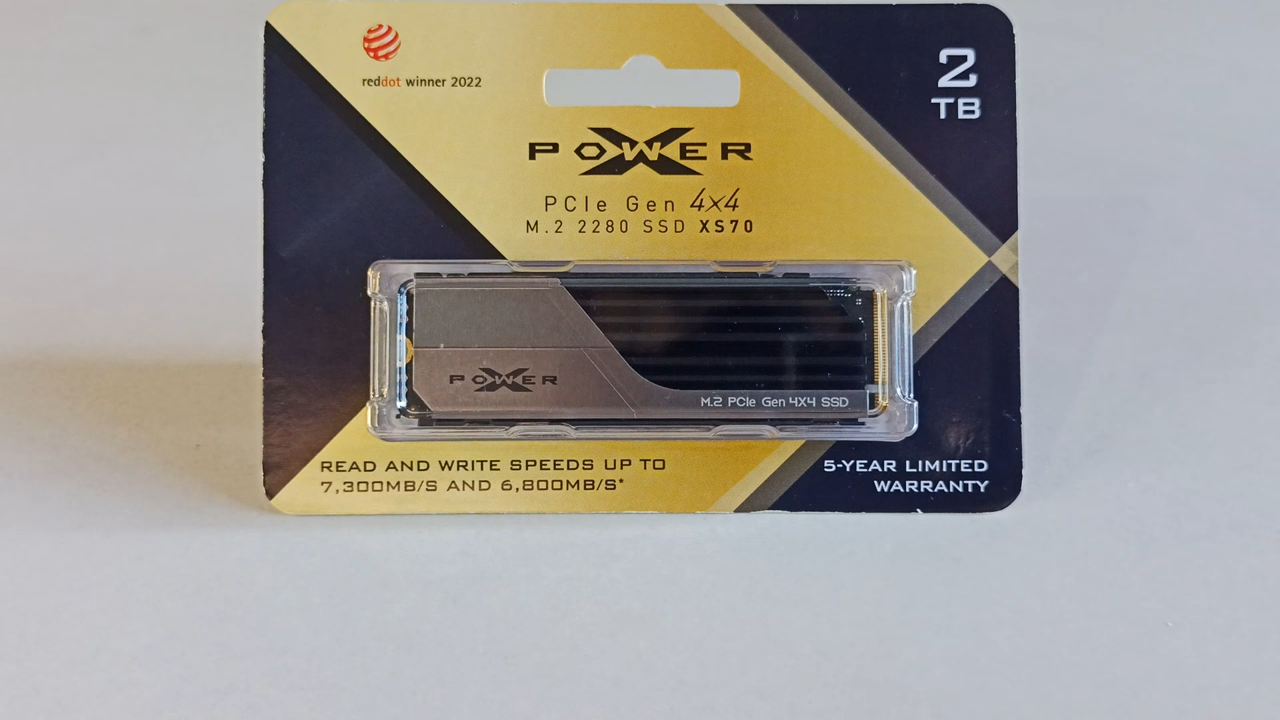 reddot winner 2022
2
TB
POWER X
PCIe Gen 4x4
M.2 2280 SSD XS70
POWER X
M.2 PCIe Gen 4X4 SSD
READ AND WRITE SPEEDS UP TO
7,300MB/S AND 6,800MB/S*
5-YEAR LIMITED
WARRANTY